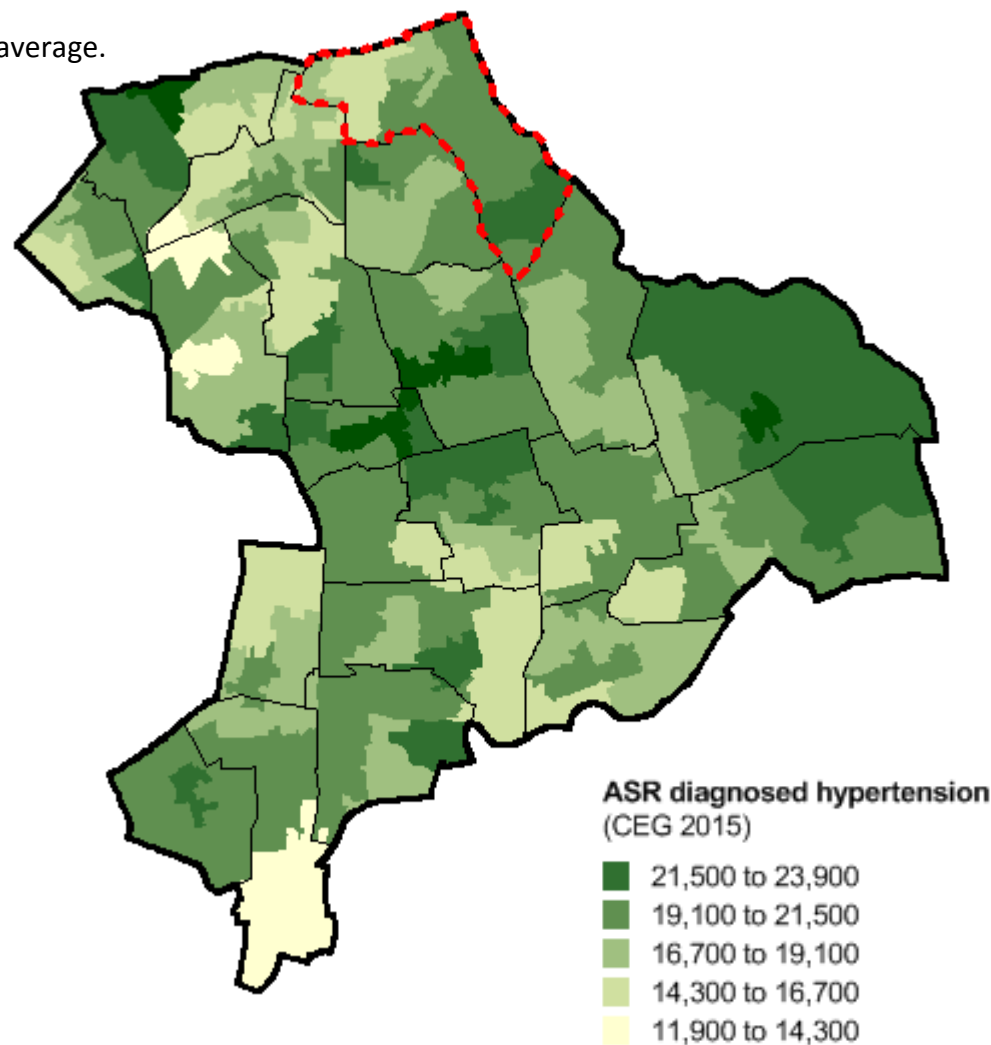 average.
ASR diagnosed hypertension
(CEG 2015)
21,500 to 23,900
19,100 to 21,500
16,700 to 19,100
14,300 to 16,700
11,900 to 14,300